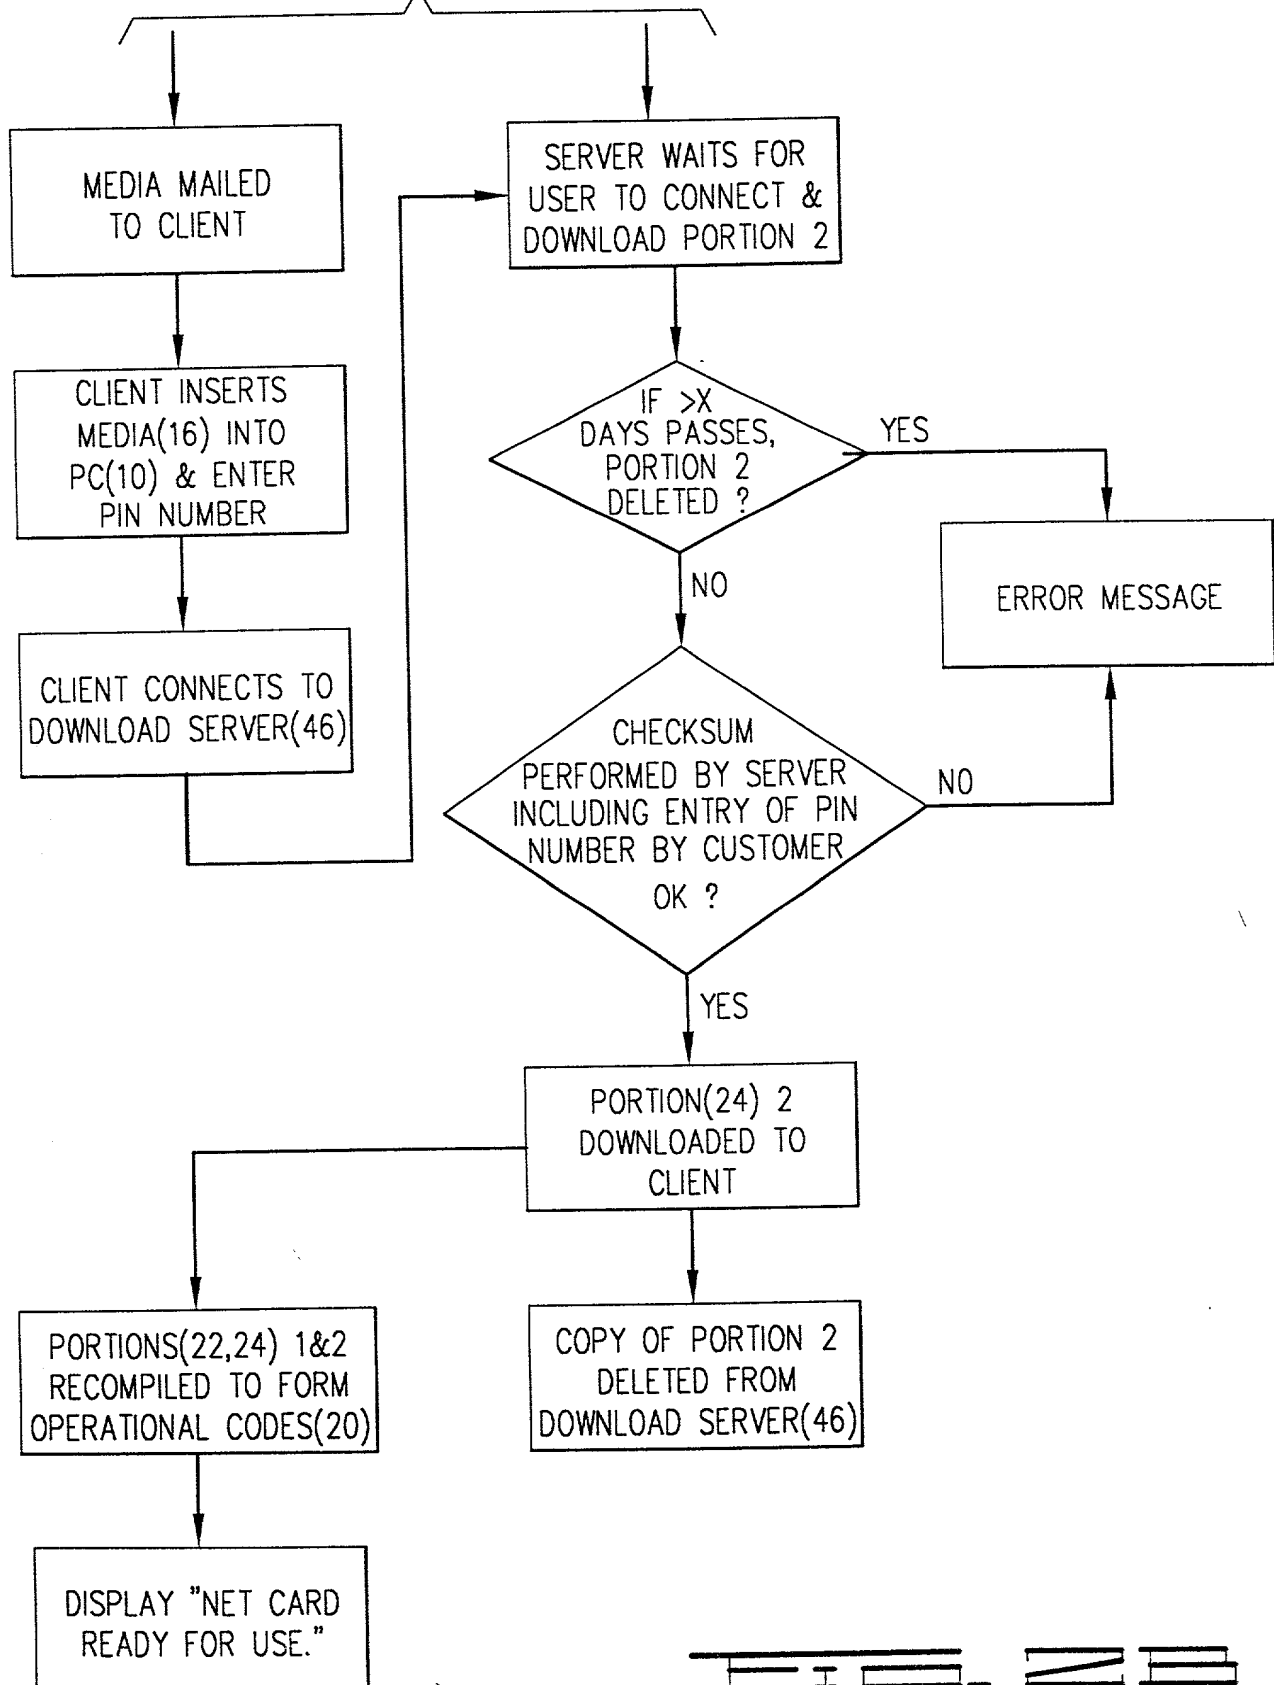 MEDIA MAILED
TO CLIENT
CLIENT INSERTS
MEDIA(16) INTO
PC(10) & ENTER
PIN NUMBER
CLIENT CONNECTS TO
DOWNLOAD SERVER(46)
SERVER WAITS FOR
USER TO CONNECT &
DOWNLOAD PORTION 2
IF >X
DAYS PASSES,
PORTION 2
DELETED ?
YES
NO
ERROR MESSAGE
CHECKSUM
PERFORMED BY SERVER
INCLUDING ENTRY OF PIN
NUMBER BY CUSTOMER
OK ?
NO
YES
PORTION(24) 2
DOWNLOADED TO
CLIENT
PORTIONS(22,24) 1&2
RECOMPILED TO FORM
OPERATIONAL CODES(20)
COPY OF PORTION 2
DELETED FROM
DOWNLOAD SERVER(46)
DISPLAY "NET CARD
READY FOR USE."